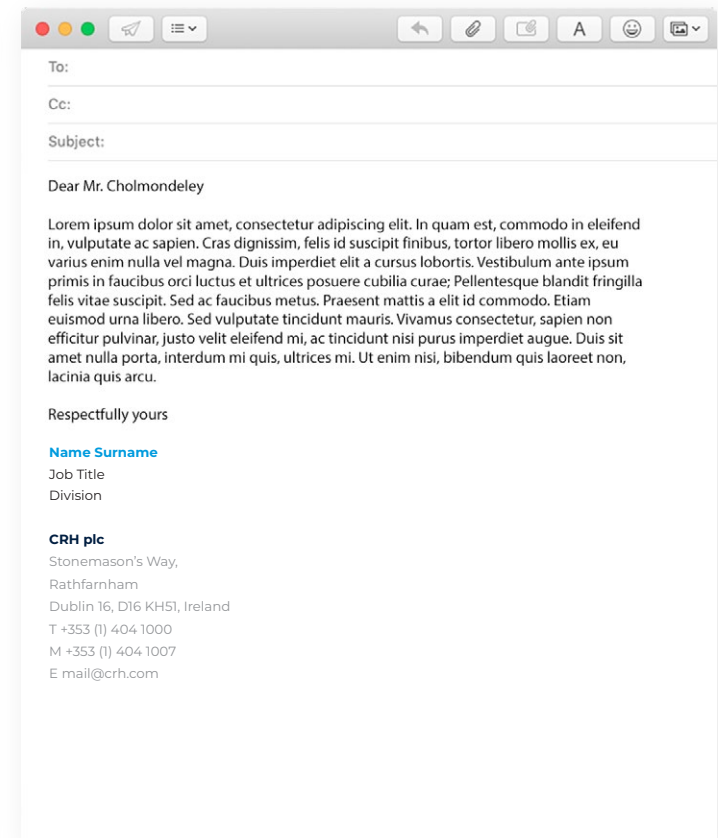 To:
Cc:
Subject:
Dear Mr. Cholmondeley
Lorem ipsum dolor sit amet, consectetur adipiscing elit. In quam est, commodo in eleifend
in, vulputate ac sapien. Cras dignissim, felis id suscipit finibus, tortor libero mollis ex, eu
varius enim nulla vel magna. Duis imperdiet elit a cursus lobortis. Vestibulum ante ipsum
primis in faucibus orci luctus et ultrices posuere cubilia curae; Pellentesque blandit fringilla
felis vitae suscipit. Sed ac faucibus metus. Praesent mattis a elit id commodo. Etiam
euismod urna libero. Sed vulputate tincidunt mauris. Vivamus consectetur, sapien non
efficitur pulvinar, justo velit eleifend mi, ac tincidunt nisi purus imperdiet augue. Duis sit
amet nulla porta, interdum mi quis, ultrices mi. Ut enim nisi, bibendum quis laoreet non,
lacinia quis arcu.
Respectfully yours
Name Surname
Job Title
Division
CRH plc
Stonemason's Way,
Rathfarnham
Dublin 16, D16 KH51, Ireland
T +353 (1) 404 1000
M +353 (1) 404 1007
E mail@crh.com